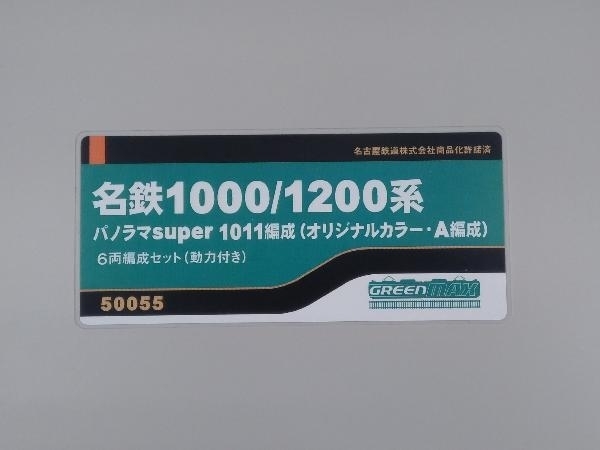 名古屋鉄道株式会社商品化許諾済
名鉄1000/1200系
パノラマsuper 1011編成(オリジナルカラー・A編成)
6両編成セット(動力付き)
50055
GREENMAX